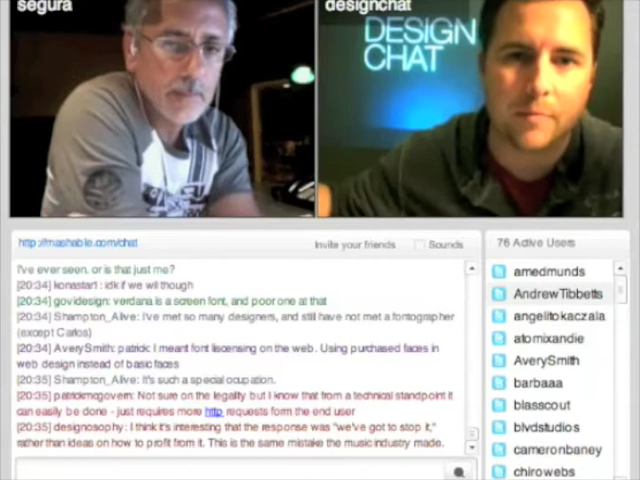 segura
designchat
DESIGN
CHAT
http://mashable.com/chat
Invite your friends
Sounds
76 Active Users
I've ever seen. or is that just me?
[20:34] konastar1: idk if we will though
[20:34] govidesign: verdana is a screen font, and poor one at that
[20:34] Shampton_Alive: i've met so many designers, and still have not met a fontographer
(except Carlos)
[20:34] AverySmith: patrick: I meant font liscensing on the web. Using purchased faces in
web design instead of basic faces
[20:35] Shampton_Alive: It's such a special ocupation.
[20:35] patrickmcgovern: Not sure on the legality but I know that from a technical standpoint it
can easily be done - just requires more http requests form the end user
[20:35] designosophy: I think it's interesting that the response was "we've got to stop it,"
rather than ideas on how to profit from it. This is the same mistake the music industry made.
amedmunds
AndrewTibbetts
angelitokaczala
atomixandie
AverySmith
barbaaa
blasscout
blvdstudios
cameronbaney
chirowebs